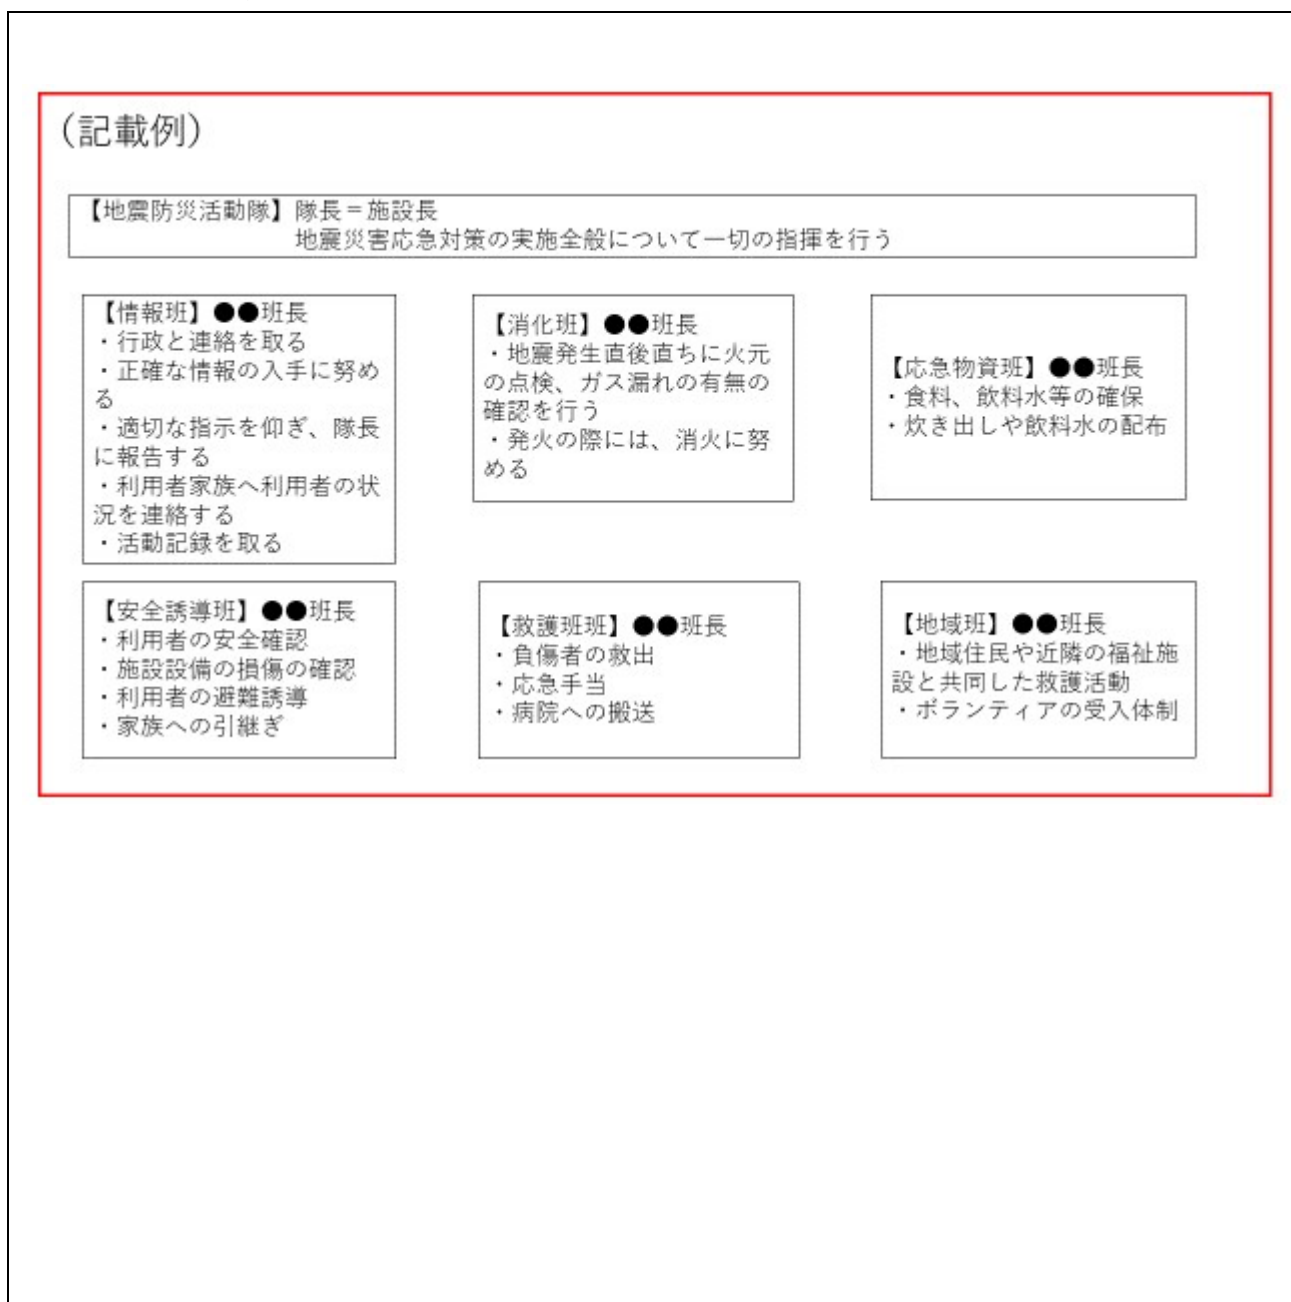 （記載例）
【地震防災活動隊】隊長＝施設長
地震災害応急対策の実施全般について一切の指揮を行う
【情報班】●●班長
・行政と連絡を取る
・正確な情報の入手に努め
る
・適切な指示を仰ぎ、隊長
に報告する
・利用者家族へ利用者の状
況を連絡する
・活動記録を取る
【消化班】●●班長
・地震発生直後直ちに火元
の点検、ガス漏れの有無の
確認を行う
・発火の際には、消火に努
める
【応急物資班】●●班長
・食料、飲料水等の確保
・炊き出しや飲料水の配布
【安全誘導班】●●班長
・利用者の安全確認
・施設設備の損傷の確認
・利用者の避難誘導
・家族への引継ぎ
【救護班班】●●班長
・負傷者の救出
・応急手当
・病院への搬送
【地域班】●●班長
・地域住民や近隣の福祉施
設と共同した救護活動
・ボランティアの受入体制